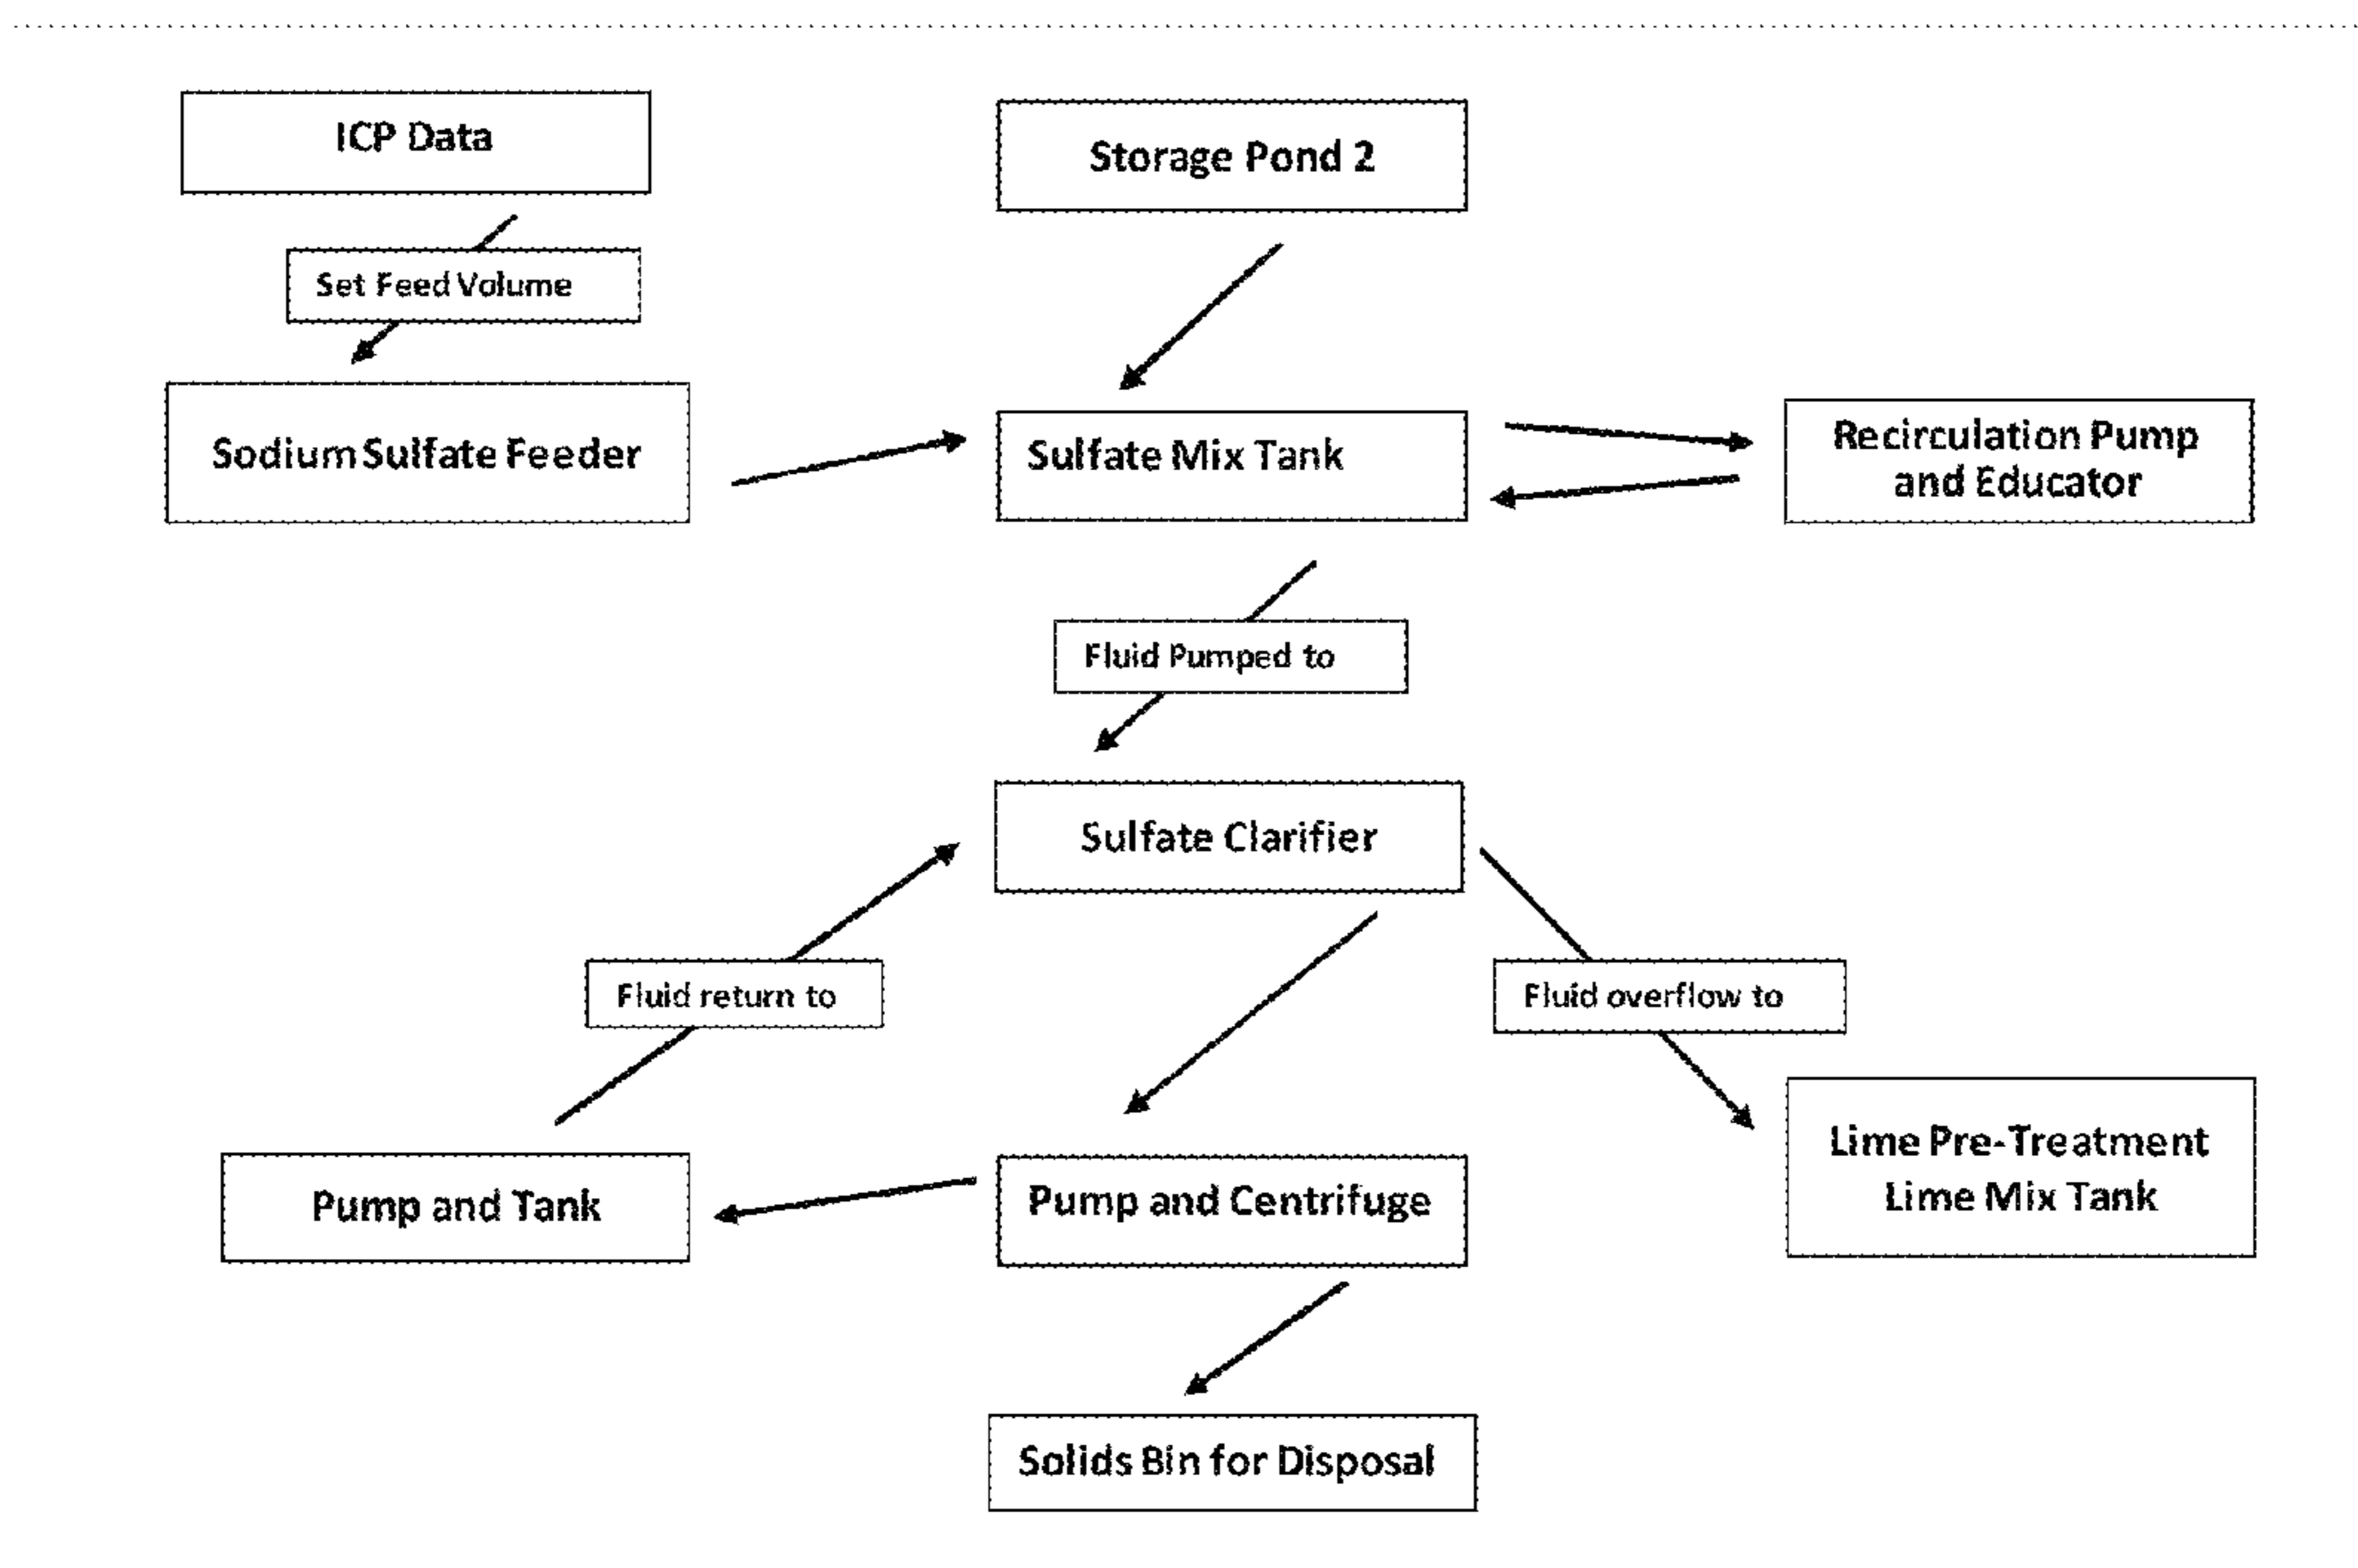 ICP Data
Storage Pond 2
Set Feed Volume
Sodium Sulfate Feeder
Sulfate Mix Tank
Recirculation Pump
and Educator
Fluid Pumped to
Sulfate Clarifier
Fluid return to
Fluid overflow to
Pump and Tank
Pump and Centrifuge
Lime Pre-Treatment
Lime Mix Tank
Solids Bin for Disposal